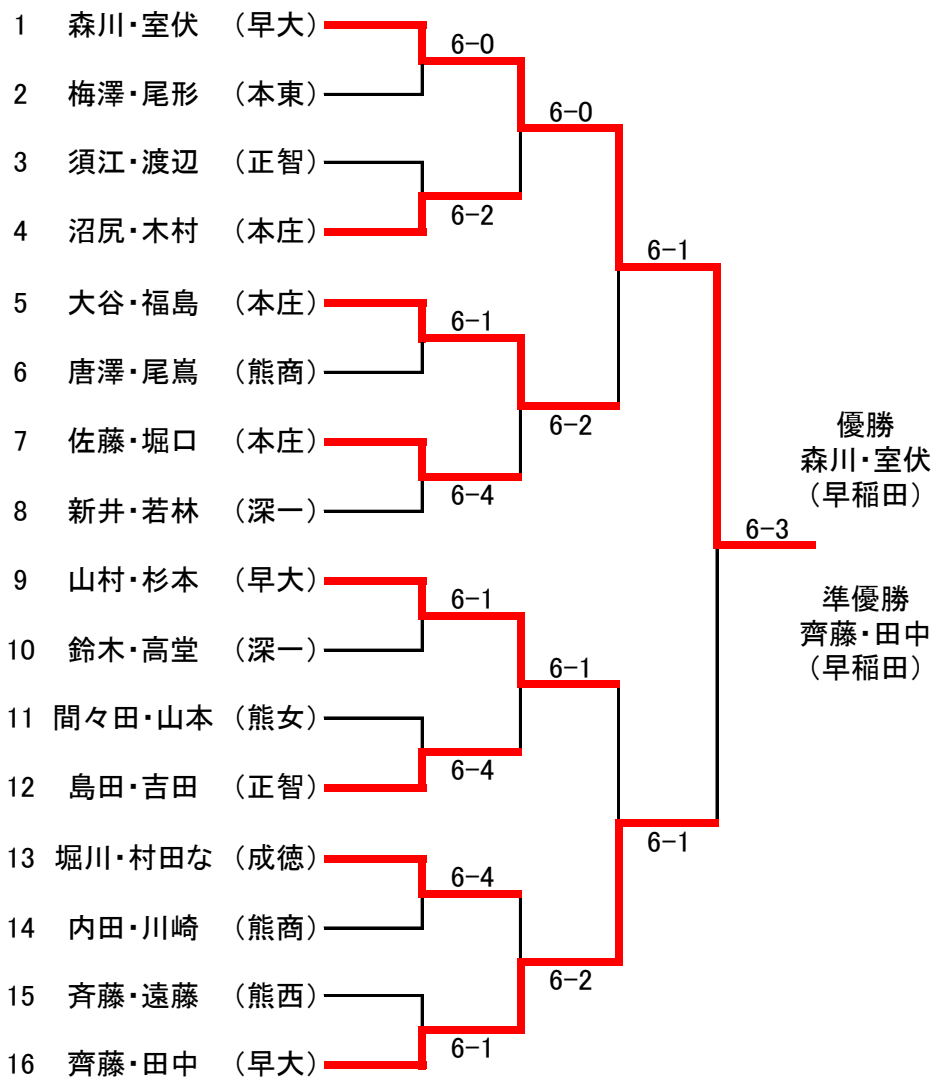 1 森川・室伏 (早大)
6-0
2 梅澤・尾形 (本東)
6-0
3 須江・渡辺 (正智)
6-2
4 沼尻・木村 (本庄)
6-1
5 大谷・福島 (本庄)
6-1
6 唐澤・尾嶌 (熊商)
6-2
7 佐藤・堀口 (本庄)
6-4
8 新井・若林 (深一)
優勝
森川・室伏
(早稲田)
6-3
準優勝
齊藤・田中
(早稲田)
9 山村・杉本 (早大)
6-1
10 鈴木・高堂 (深一)
6-1
11 間々田・山本 (熊女)
6-4
12 島田・吉田 (正智)
6-1
13 堀川・村田な (成徳)
6-4
14 内田・川崎 (熊商)
6-2
15 斉藤・遠藤 (熊西)
6-1
16 齊藤・田中 (早大)